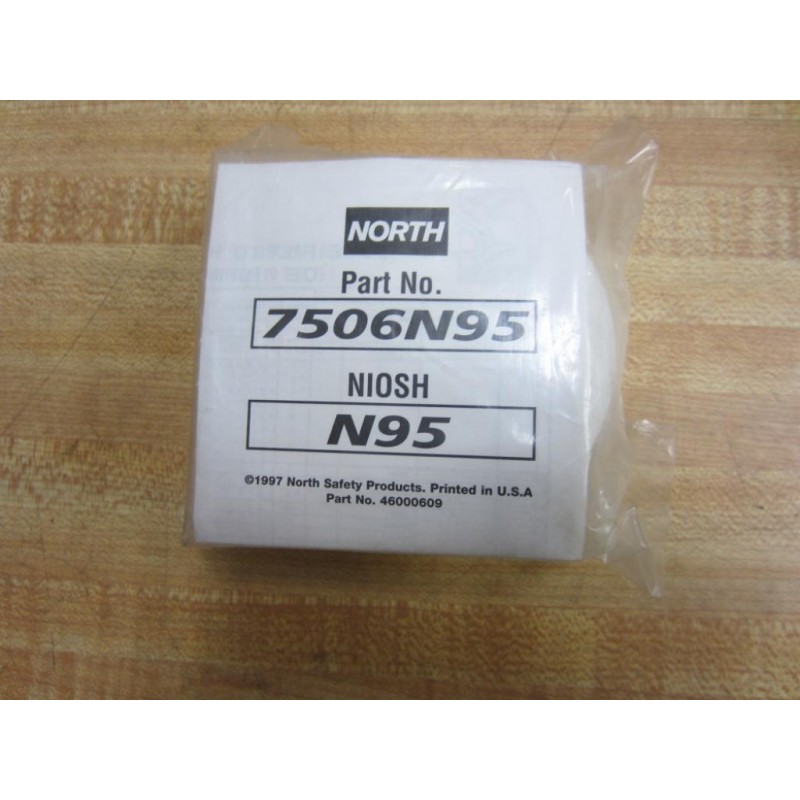 NORTH
Part No.
7506N95
NIOSH
N95
©1997 North Safety Products. Printed in U.S.A
Part No. 46000609